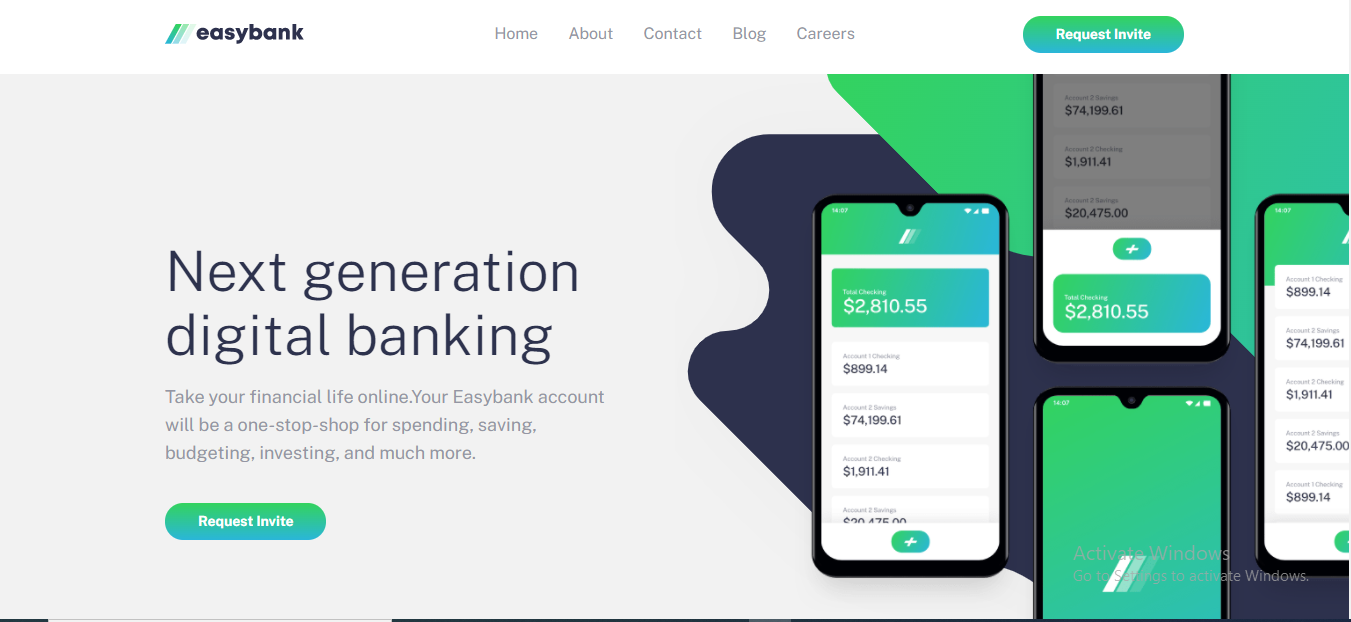 easybank
Home About Contact Blog Careers
Request Invite
Next generation
digital banking
Take your financial life online.Your Easybank account
will be a one-stop-shop for spending, saving,
budgeting, investing, and much more.
Request Invite
14:07
Total Checking
$2,810.55
Account 1 Checking
$899.14
Account 2 Savings
$74,199.61
Account 2 Checking
$1,911.41
Account 2 Savings
$20,475.00
Account 2 Savings
$74,199.61
Account 2 Checking
$1,911.41
Account 2 Savings
$20,475.00
Total Checking
$2,810.55
14:07
14:07
Account 1 Checking
$899.14
Account 2 Savings
$74,199.61
Account 2 Checking
$1,911.41
Account 2 Savings
$20,475.00
Account 1 Checking
$899.14
Activate Windows
Go to Settings to activate Windows.